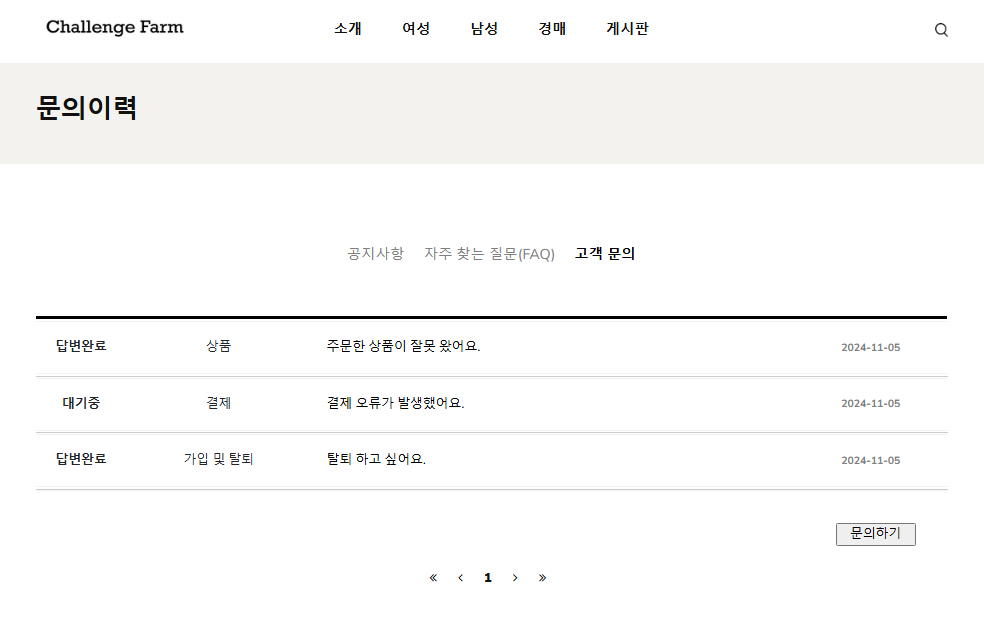 Challenge Farm 소개 여성 남성 경매 게시판
문의이력
공지사항 자주 찾는 질문(FAQ) 고객 문의
답변완료 상품 주문한 상품이 잘못 왔어요. 2024-11-05
대기중 결제 결제 오류가 발생했어요. 2024-11-05
답변완료 가입 및 탈퇴 탈퇴 하고 싶어요. 2024-11-05
문의하기
« ‹ 1 › »